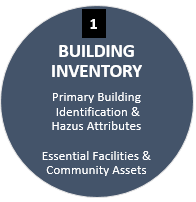 1
BUILDING
INVENTORY
Primary Building
Identification &
Hazus Attributes
Essential Facilities &
Community Assets